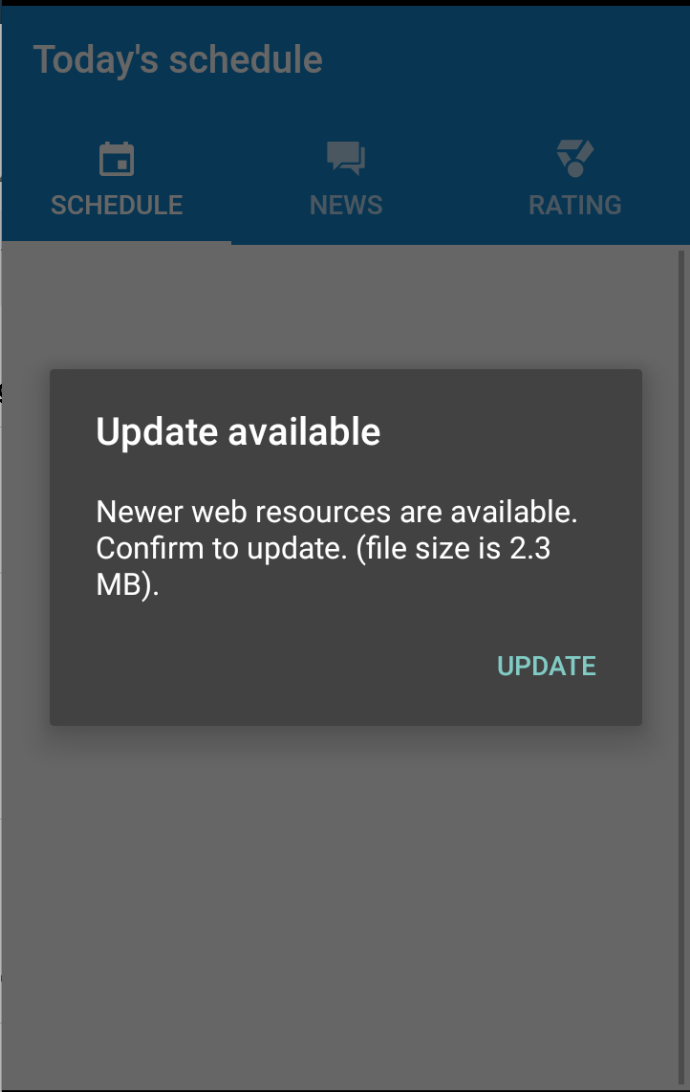 Today's schedule
SCHEDULE
NEWS
RATING
Update available
Newer web resources are available.
Confirm to update. (file size is 2.3
MB).
UPDATE